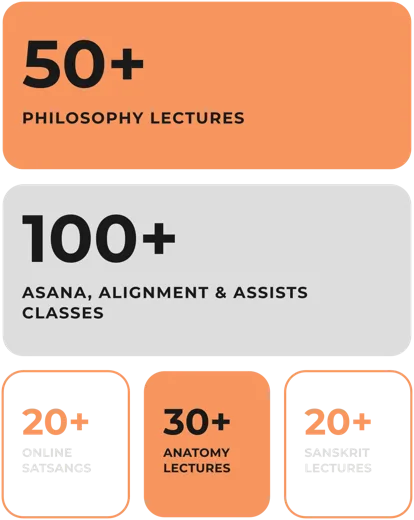 50+
PHILOSOPHY LECTURES
100+
ASANA, ALIGNMENT & ASSISTS
CLASSES
20+
ONLINE
SATSANGS
30+
ANATOMY
LECTURES
20+
SANSKRIT
LECTURES